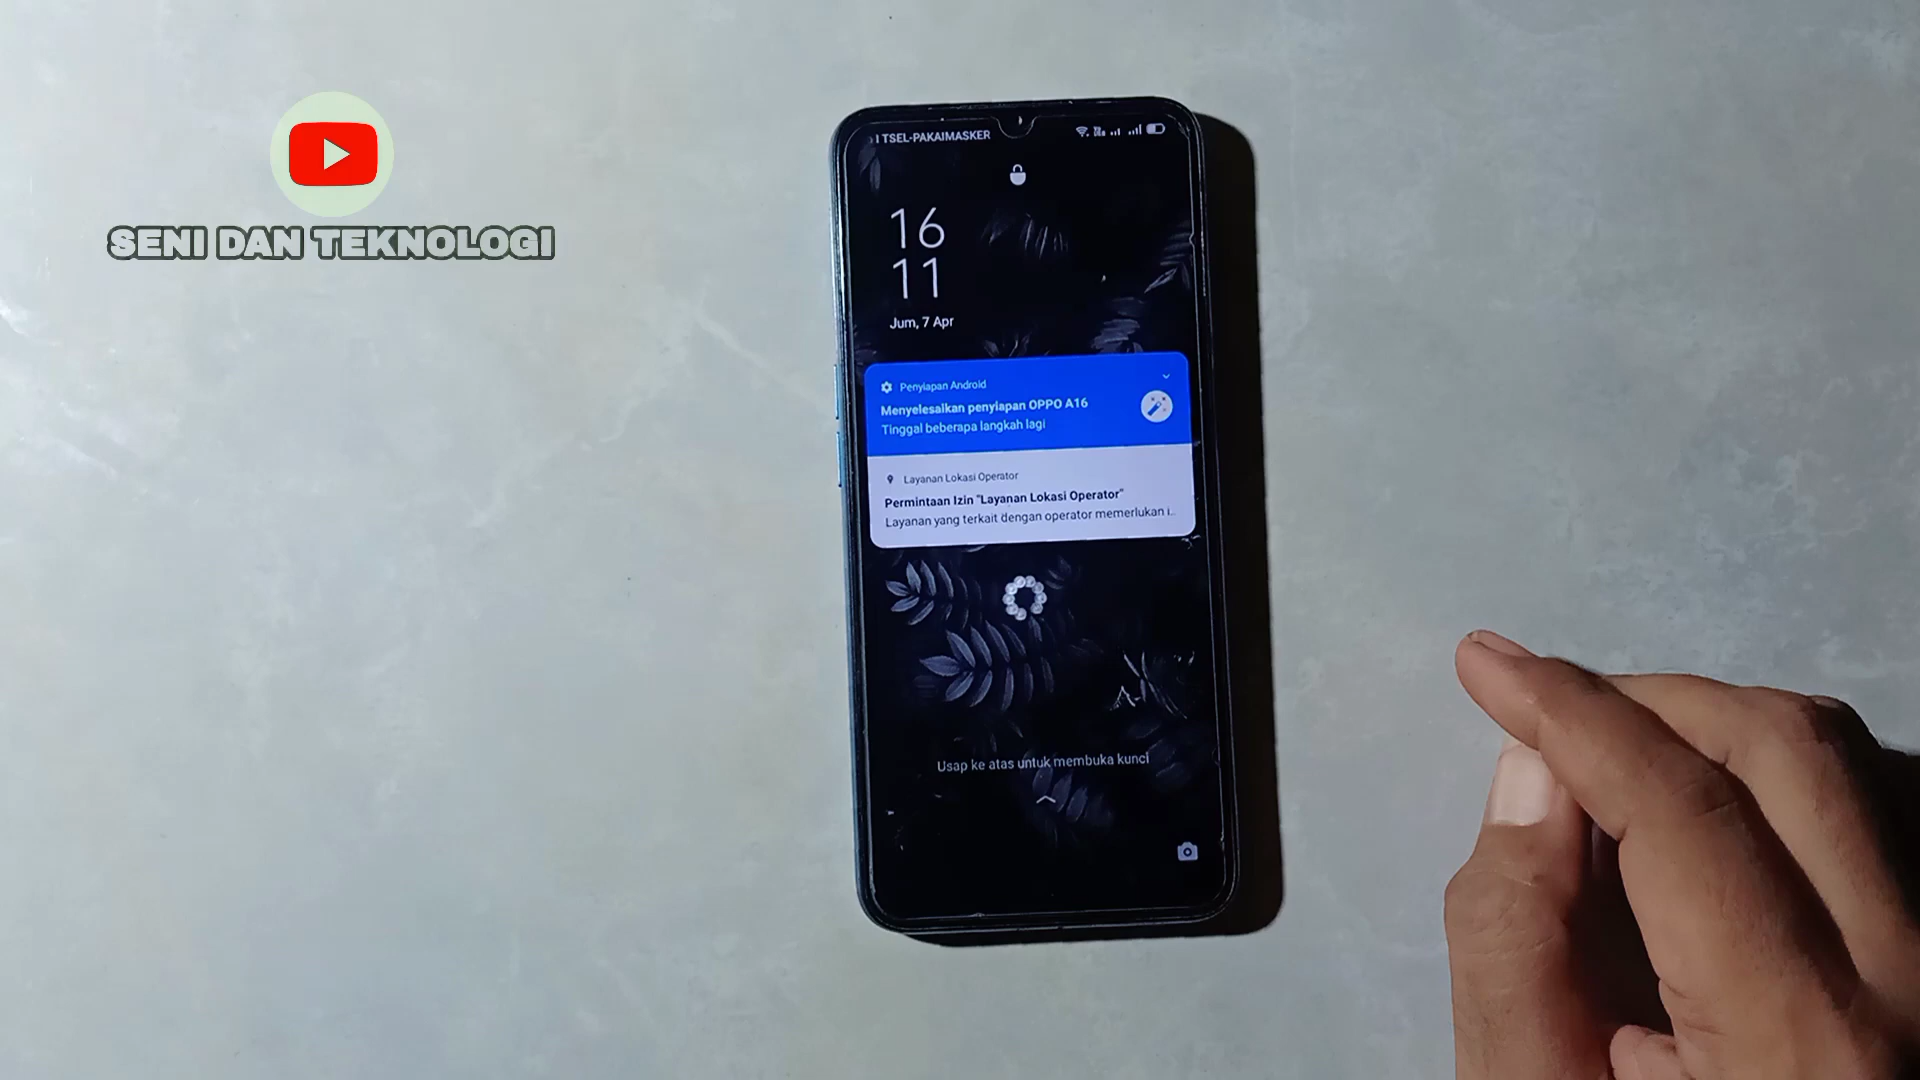 SENI DAN TEKNOLOGI
I TSEL-PAKAIMASKER
16
11
Jum, 7 Apr
Penyiapan Android
Menyelesaikan penyiapan OPPO A16
Tinggal beberapa langkah lagi
Layanan Lokasi Operator
Permintaan Izin "Layanan Lokasi Operator"
Layanan yang terkait dengan operator memerlukan i...
Usap ke atas untuk membuka kunci